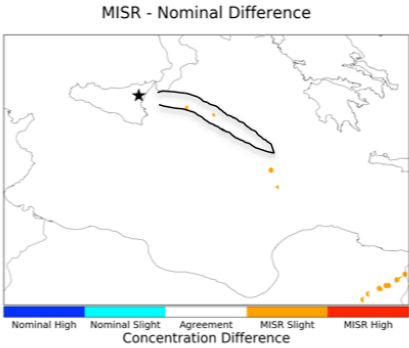 MISR - Nominal Difference
Nominal High Nominal Slight Agreement MISR Slight MISR High
Concentration Difference